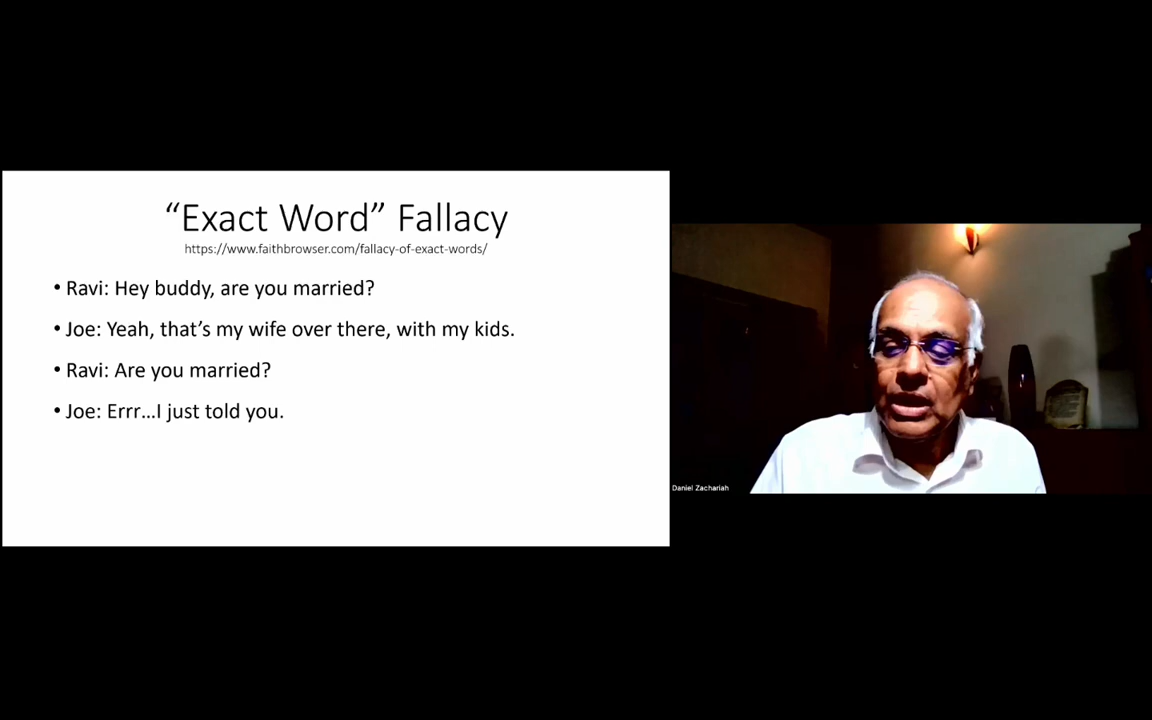 “Exact Word” Fallacy
https://www.faithbrowser.com/fallacy-of-exact-words/
• Ravi: Hey buddy, are you married?
• Joe: Yeah, that’s my wife over there, with my kids.
• Ravi: Are you married?
• Joe: Errr...I just told you.
Daniel Zachariah